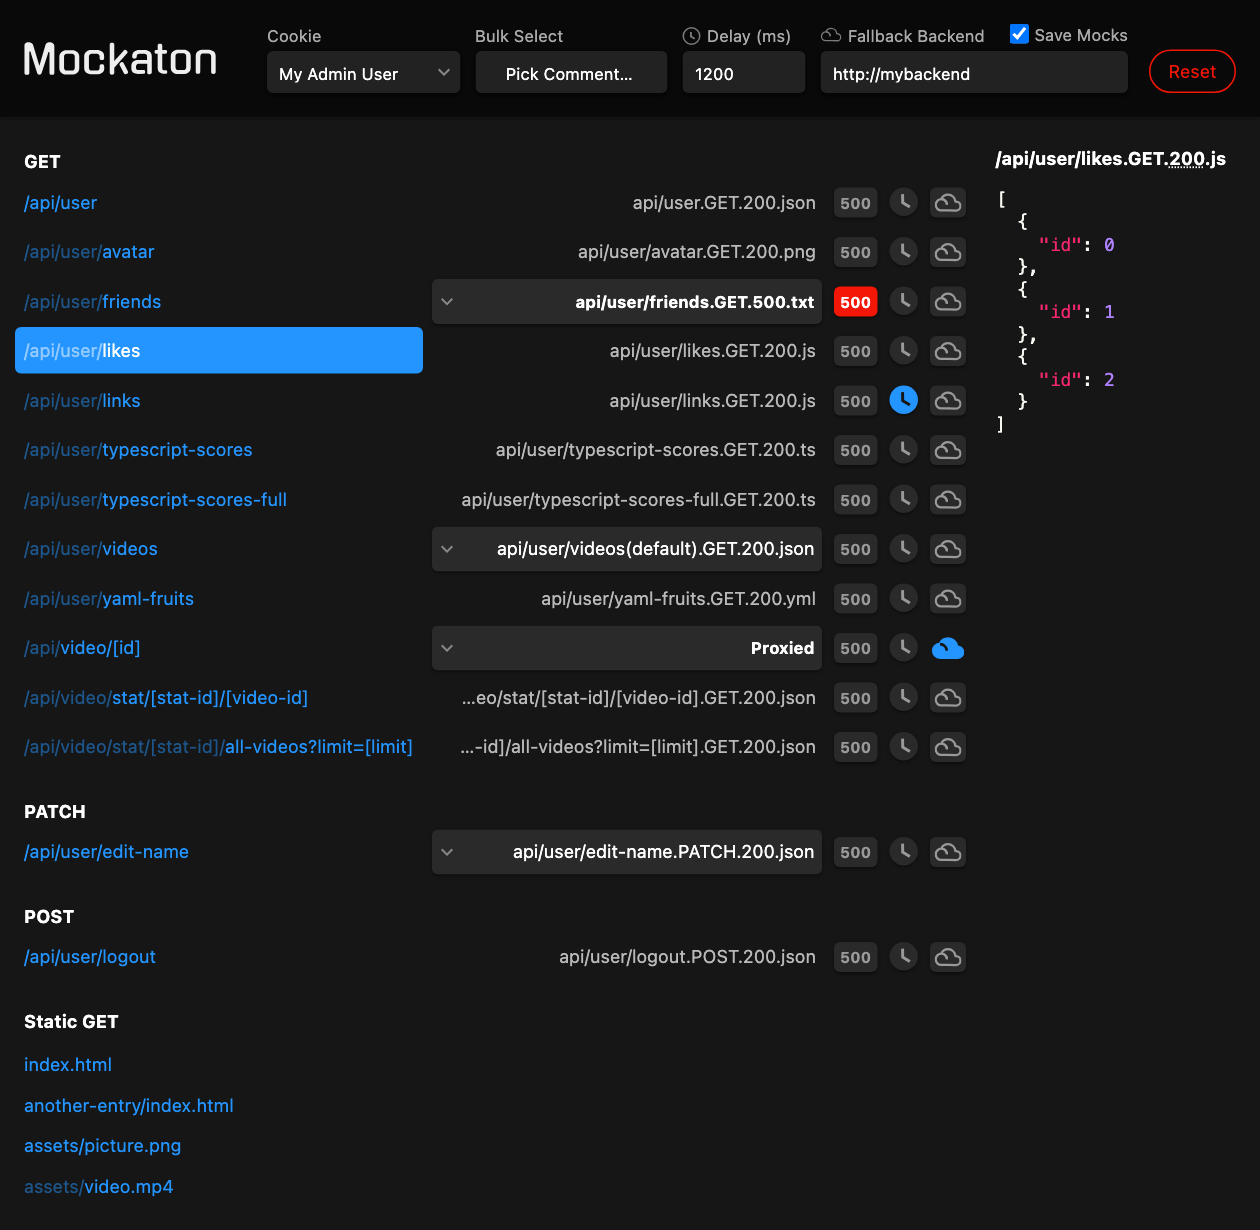 Mockaton
Cookie
My Admin User
Bulk Select
Pick Comment...
Delay (ms)
1200
Fallback Backend
Save Mocks
http://mybackend
Reset
GET
/api/user api/user.GET.200.json 500
/api/user/avatar api/user/avatar.GET.200.png 500
/api/user/friends api/user/friends.GET.500.txt 500
/api/user/likes api/user/likes.GET.200.js 500
/api/user/links api/user/links.GET.200.js 500
/api/user/typescript-scores api/user/typescript-scores.GET.200.ts 500
/api/user/typescript-scores-full api/user/typescript-scores-full.GET.200.ts 500
/api/user/videos api/user/videos(default).GET.200.json 500
/api/user/yaml-fruits api/user/yaml-fruits.GET.200.yml 500
/api/video/[id] Proxied 500
/api/video/stat/[stat-id]/[video-id] ...eo/stat/[stat-id]/[video-id].GET.200.json 500
/api/video/stat/[stat-id]/all-videos?limit=[limit] ...-id]/all-videos?limit=[limit].GET.200.json 500
PATCH
/api/user/edit-name api/user/edit-name.PATCH.200.json 500
POST
/api/user/logout api/user/logout.POST.200.json 500
Static GET
index.html
another-entry/index.html
assets/picture.png
assets/video.mp4
/api/user/likes.GET.200.js
[
{
"id": 0
},
{
"id": 1
},
{
"id": 2
}
]